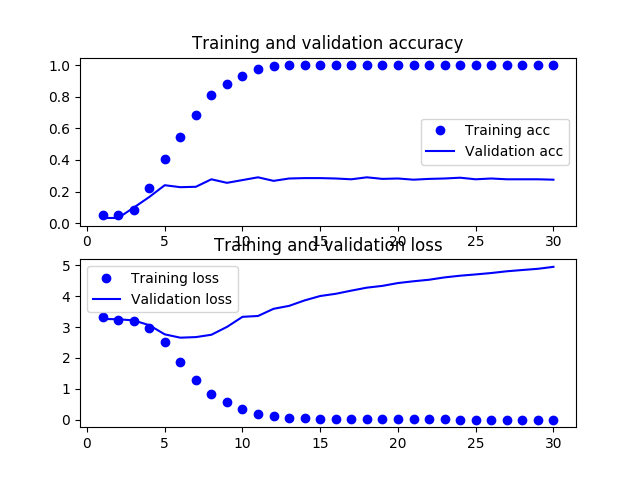 Training and validation accuracy
1.0
0.8
0.6
0.4
0.2
0.0
Training acc
Validation acc
0 5 10 15 20 25 30
Training and validation loss
5
4
3
2
1
0
Training loss
Validation loss
0 5 10 15 20 25 30